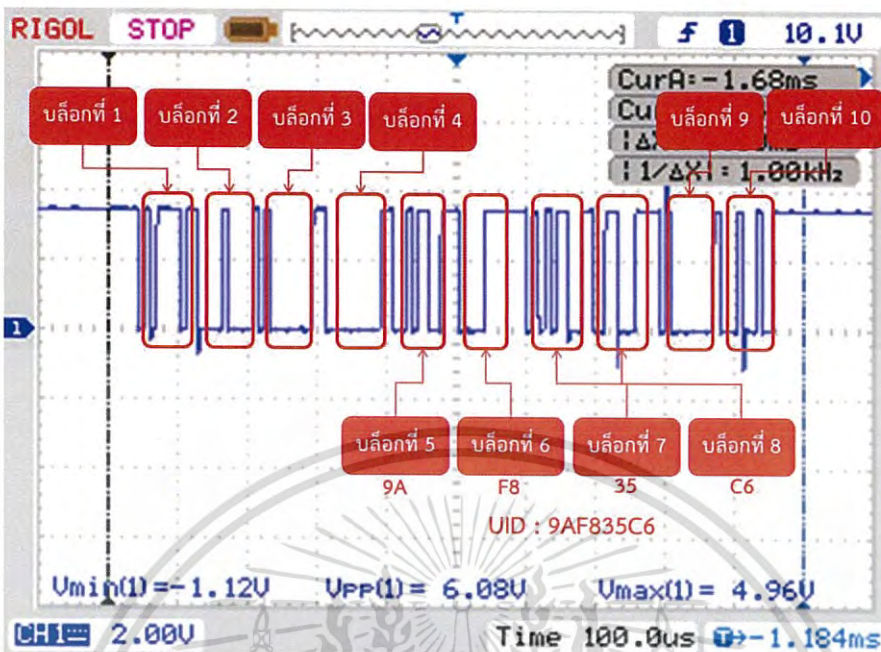 RIGOL STOP 1 10.1V
CurA:-1.68ms
Cu
|ΔX
|1/ΔX|: 1.00kHz
บล็อกที่ 1 บล็อกที่ 2 บล็อกที่ 3 บล็อกที่ 4 บล็อกที่ 9 บล็อกที่ 10
1
บล็อกที่ 5 บล็อกที่ 6 บล็อกที่ 7 บล็อกที่ 8
9A F8 35 C6
UID : 9AF835C6
Vmin(1)=-1.12V VPP(1)= 6.08V Vmax(1)= 4.96V
CH1 2.00V Time 100.0us T→-1.184ms